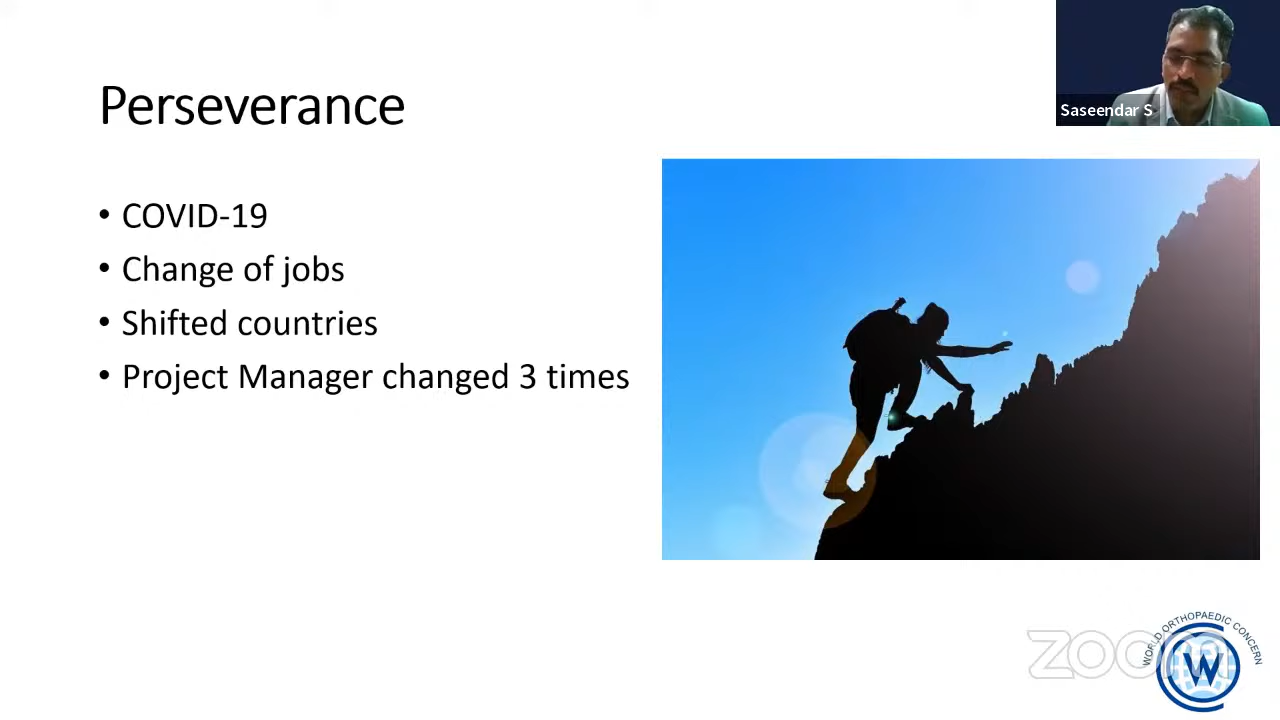 Perseverance
Saseendar S
• COVID-19
• Change of jobs
• Shifted countries
• Project Manager changed 3 times
WORLD ORTHOPAEDIC CONCERN
zoom
W